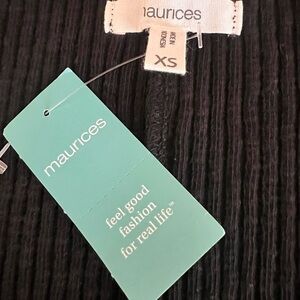 maurices
XS
maurices
feel good
fashion
for real life™